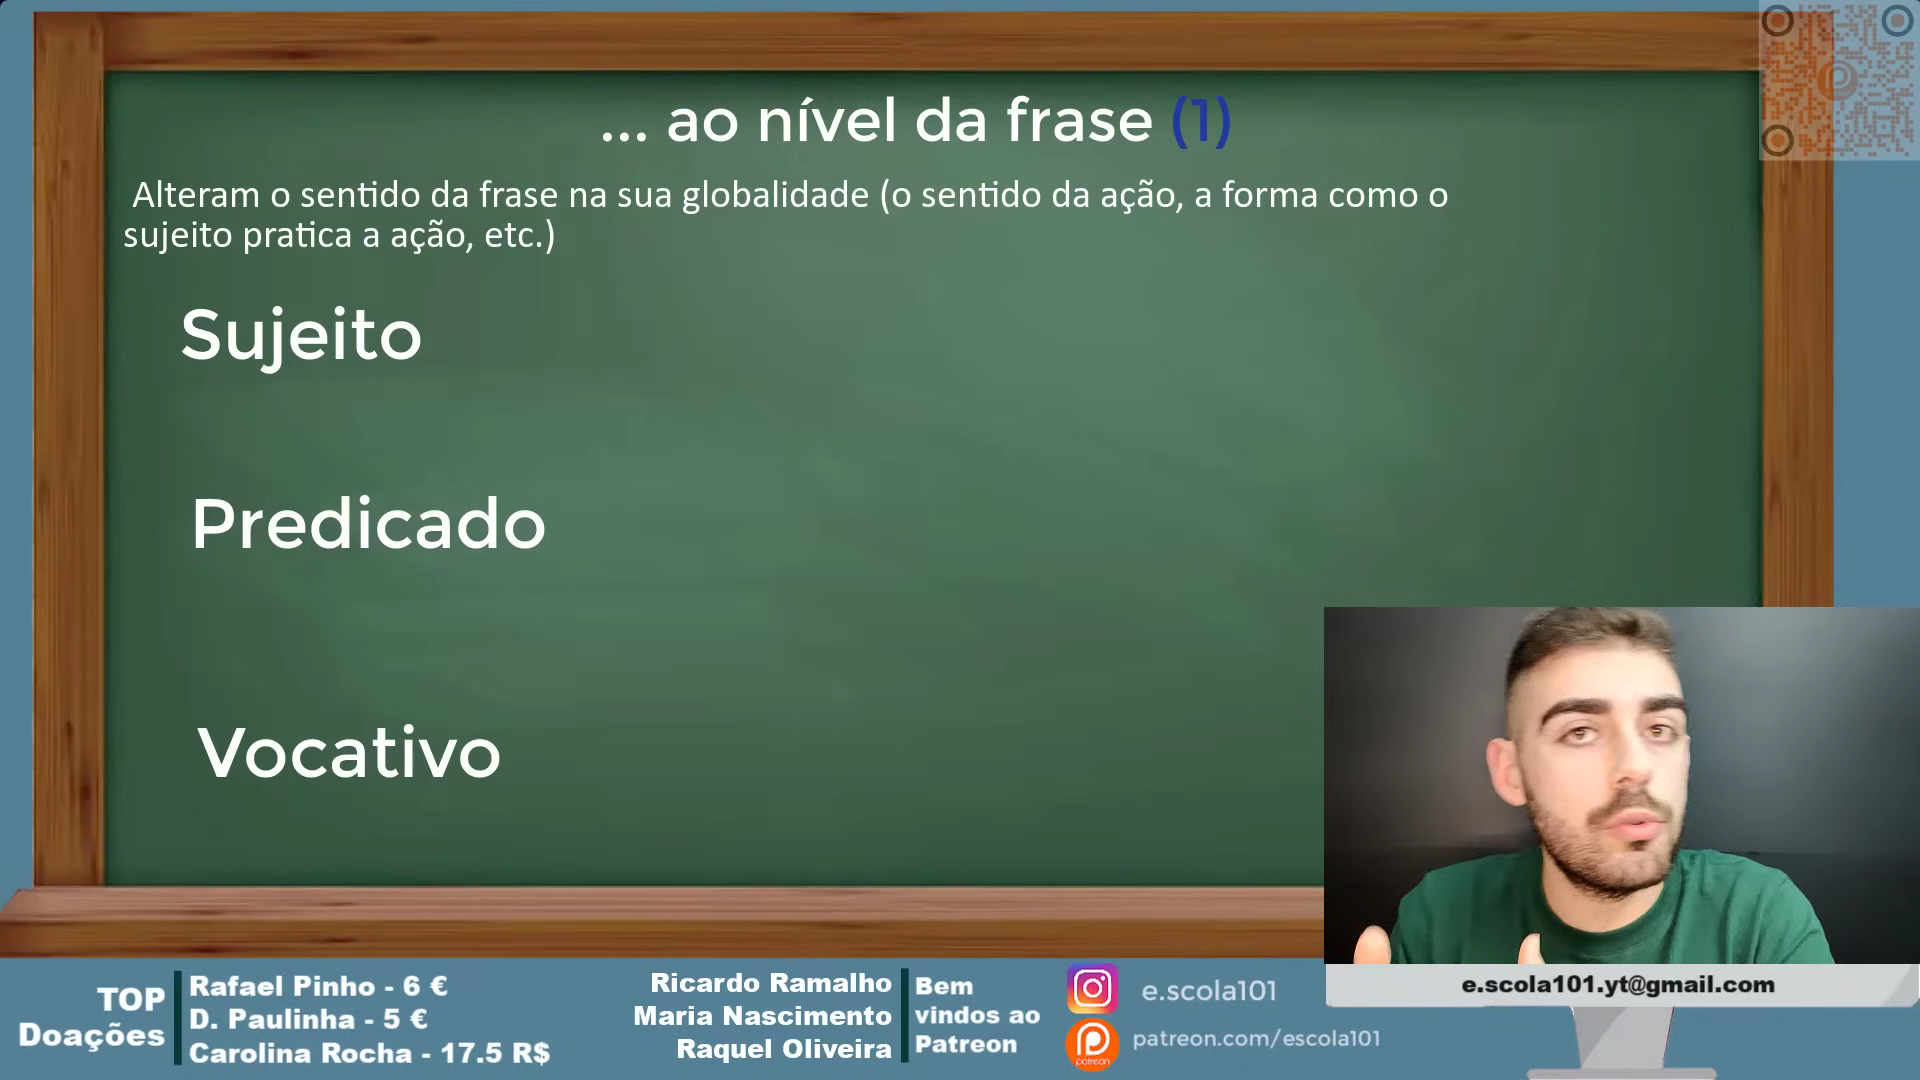 ... ao nível da frase (1)
Alteram o sentido da frase na sua globalidade (o sentido da ação, a forma como o
sujeito pratica a ação, etc.)
Sujeito
Predicado
Vocativo
e.scola101.yt@gmail.com
TOP
Doações
Rafael Pinho - 6 €
D. Paulinha - 5 €
Carolina Rocha - 17.5 R$
Ricardo Ramalho
Maria Nascimento
Raquel Oliveira
Bem
vindos ao
Patreon
e.scola101
patreon
patreon.com/escola101